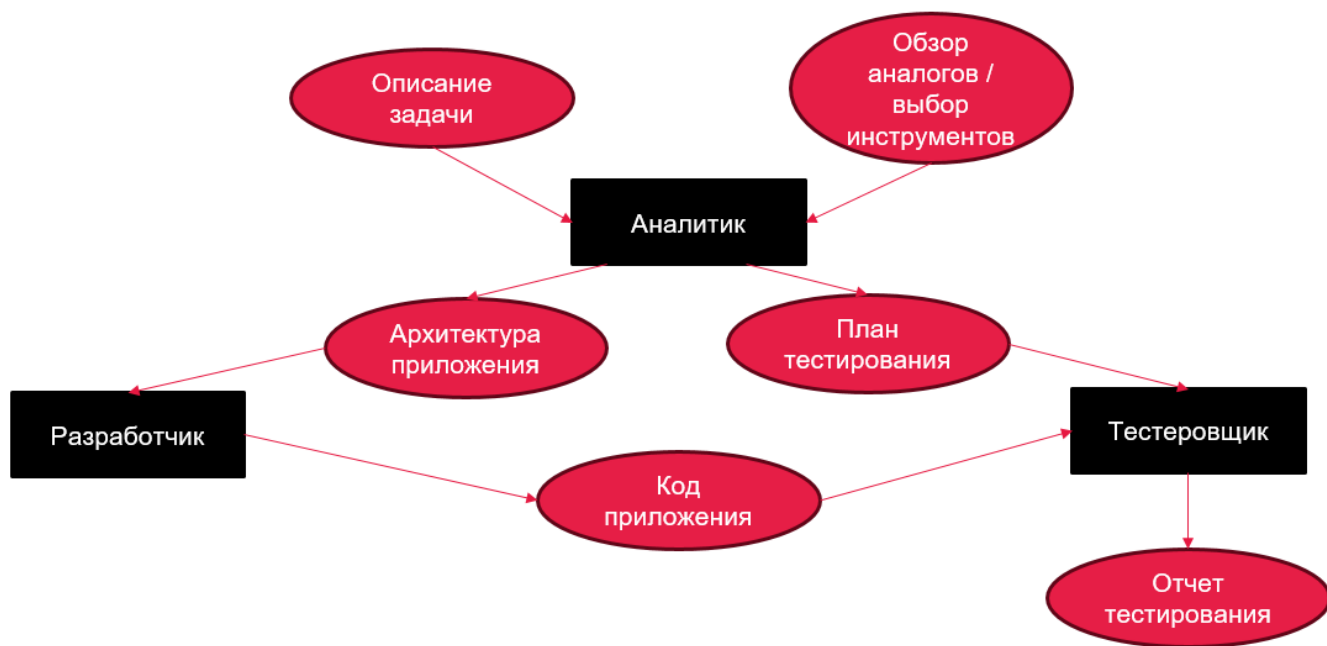 Описание
задачи
Обзор
аналогов /
выбор
инструментов
Аналитик
Архитектура
приложения
План
тестирования
Разработчик
Тестеровщик
Код
приложения
Отчет
тестирования